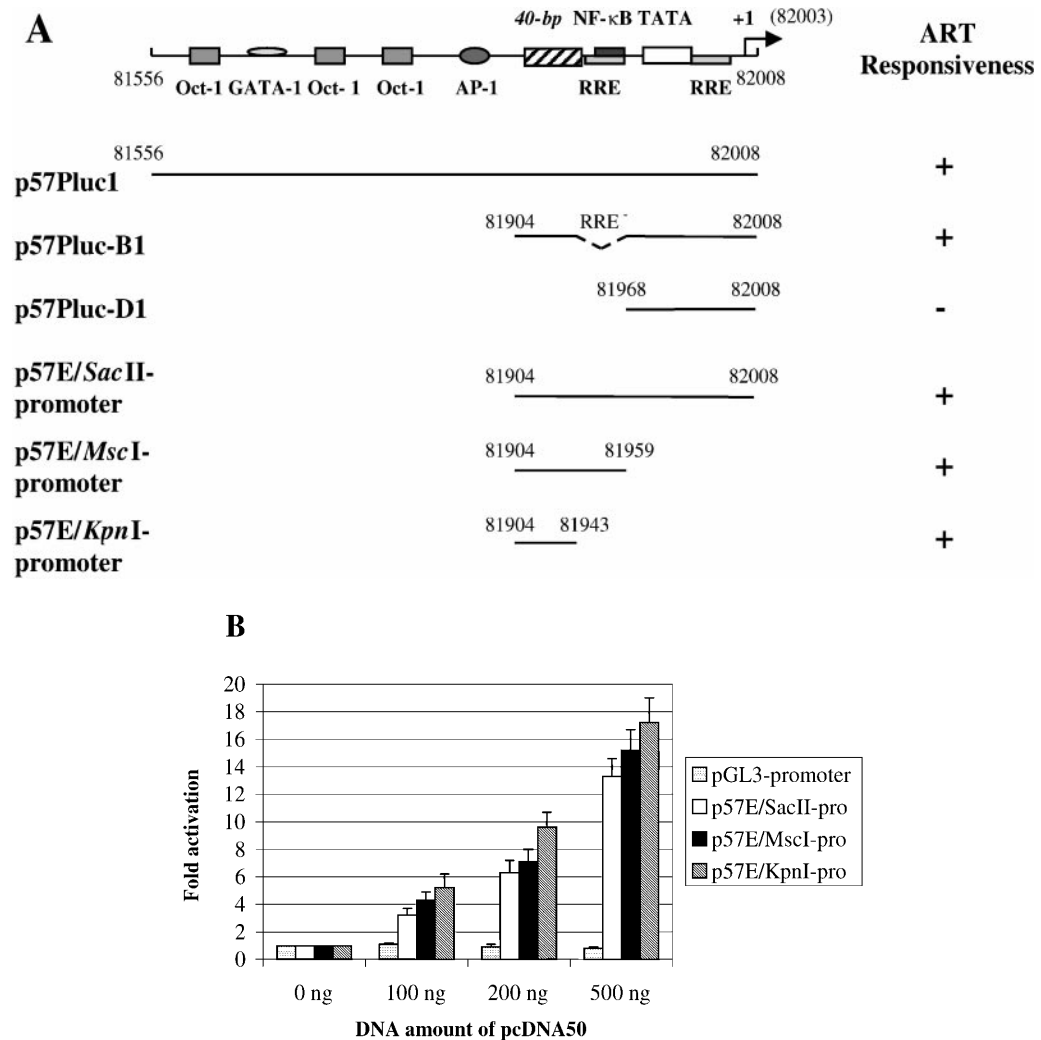 A
40-bp NF-κB TATA +1 (82003)
ART
Responsiveness
81556 82008
Oct-1 GATA-1 Oct- 1 Oct-1 AP-1 RRE RRE
81556 82008
p57Pluc1 +
81904 RRE - 82008
p57Pluc-B1 +
81968 82008
p57Pluc-D1 -
p57E/SacII-
promoter
81904 82008
+
p57E/MscI-
promoter
81904 81959
+
p57E/KpnI-
promoter
81904 81943
+
B
20
18
16
14
12
10
8
6
4
2
0
Fold activation
0 ng 100 ng 200 ng 500 ng
DNA amount of pcDNA50
pGL3-promoter
p57E/SacII-pro
p57E/MscI-pro
p57E/KpnI-pro